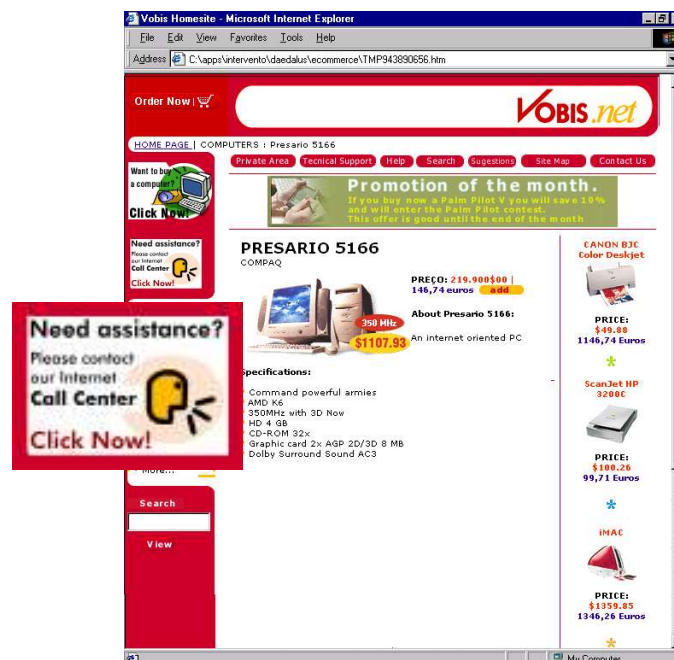 Vobis Homesite - Microsoft Internet Explorer
File Edit View Favorites Tools Help
Address C:\apps\intervento\daedalus\ecommerce\TMP943890656.htm
Order Now |
VOBIS.net
HOME PAGE | COMPUTERS : Presario 5166
Private Area Tecnical Support Help Search Sugestions Site Map Contact Us
Want to buy
a computer?
Click Now!
Promotion of the month.
If you buy now a Palm Pilot V you will save 10%
and will enter the Palm Pilot contest.
This offer is good until the end of the month
Need assistance?
Please contact
our Internet
Call Center
Click Now!
PRESARIO 5166
COMPAQ
PREÇO: 219.900$00 |
146,74 euros add
About Presario 5166:
An internet oriented PC
350 MHz
$1107.93
Specifications:
Command powerful armies
AMD K6
350MHz with 3D Now
HD 4 GB
CD-ROM 32x
Graphic card 2x AGP 2D/3D 8 MB
Dolby Surround Sound AC3
CANON BJC
Color Deskjet
PRICE:
$49.88
1146,74 Euros
ScanJet HP
3200C
PRICE:
$100.26
99,71 Euros
iMAC
PRICE:
$1359.85
1346,26 Euros
Need assistance?
Please contact
our Internet
Call Center
Click Now!
More...
Search
View
My Computer